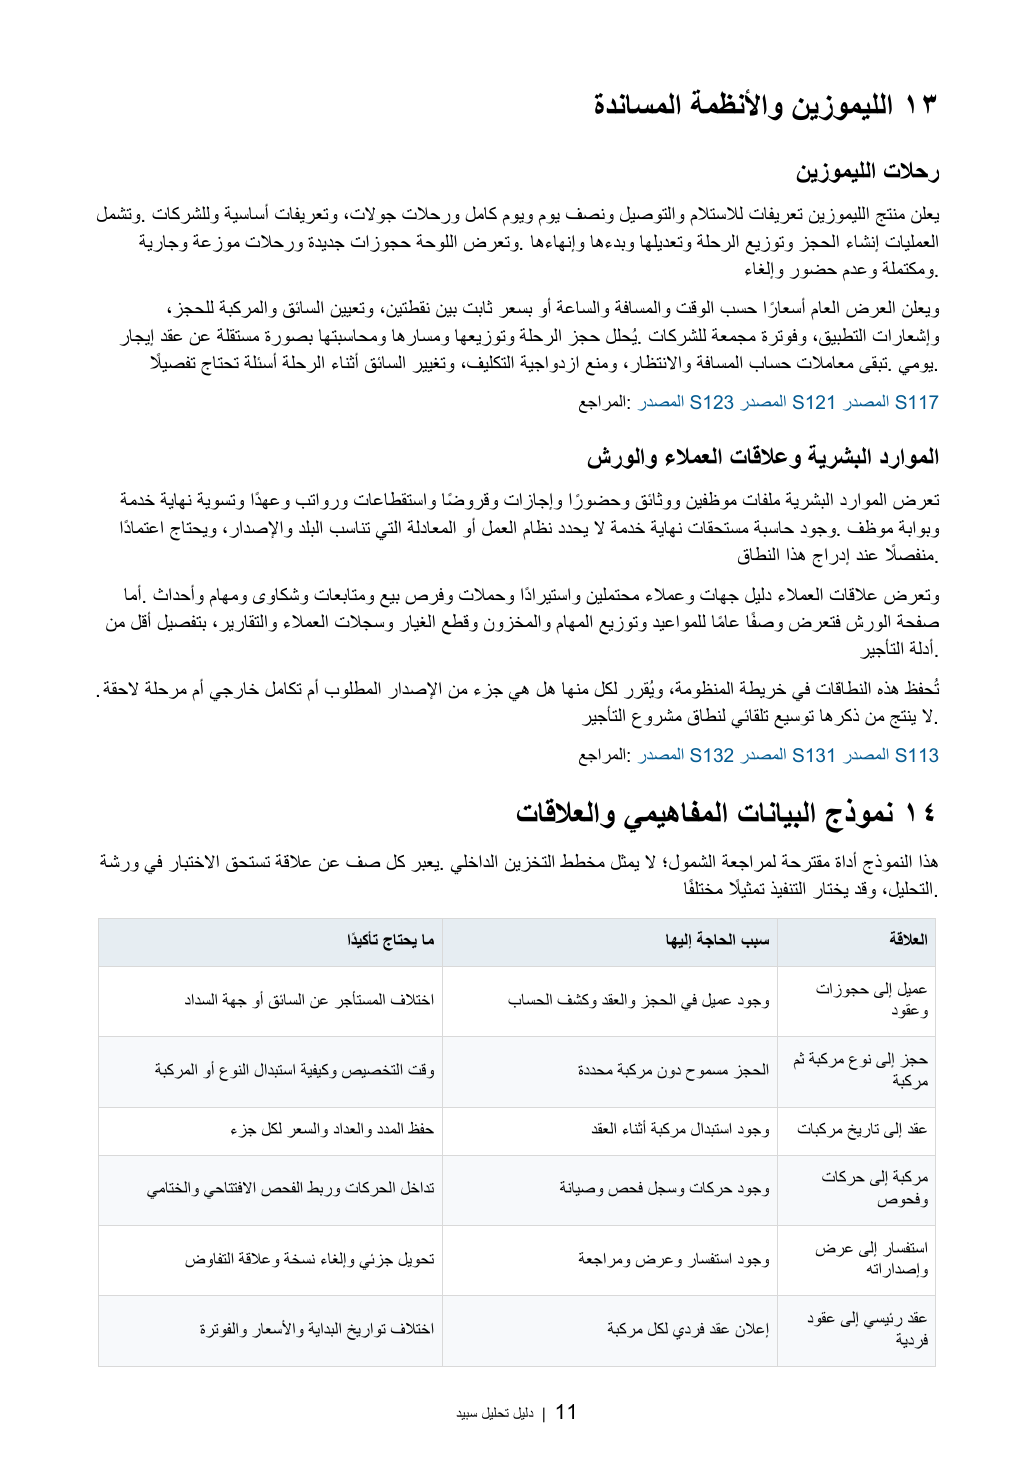 ١٣ الليموزين والأنظمة المساندة
رحلات الليموزين
يعلن منتج الليموزين تعريفات للاستلام والتوصيل ونصف يوم ويوم كامل ورحلات جولات، وتعريفات أساسية وللشركات. وتشمل
العمليات إنشاء الحجز وتوزيع الرحلة وتعديلها وبدءها وإنهاءها. وتعرض اللوحة حجوزات جديدة ورحلات موزعة وجارية
ومكتملة وعدم حضور وإلغاء.
ويعلن العرض العام أسعارًا حسب الوقت والمسافة والساعة أو بسعر ثابت بين نقطتين، وتعيين السائق والمركبة للحجز،
وإشعارات التطبيق، وفوترة مجمعة للشركات. يُحلل حجز الرحلة وتوزيعها ومسارها ومحاسبتها بصورة مستقلة عن عقد إيجار
يومي. تبقى معاملات حساب المسافة والانتظار، ومنع ازدواجية التكليف، وتغيير السائق أثناء الرحلة أسئلة تحتاج تفصيلًا.
المراجع: المصدر S123 المصدر S121 المصدر S117
الموارد البشرية وعلاقات العملاء والورش
تعرض الموارد البشرية ملفات موظفين ووثائق وحضورًا وإجازات وقروضًا واستقطاعات ورواتب وعهدًا وتسوية نهاية خدمة
وبوابة موظف. وجود حاسبة مستحقات نهاية خدمة لا يحدد نظام العمل أو المعادلة التي تناسب البلد والإصدار، ويحتاج اعتمادًا
منفصلًا عند إدراج هذا النطاق.
وتعرض علاقات العملاء دليل جهات وعملاء محتملين واستيرادًا وحملات وفرص بيع ومتابعات وشكاوى ومهام وأحداث. أما
صفحة الورش فتعرض وصفًا عامًا للمواعيد وتوزيع المهام والمخزون وقطع الغيار وسجلات العملاء والتقارير، بتفصيل أقل من
أدلة التأجير.
تُحفظ هذه النطاقات في خريطة المنظومة، ويُقرر لكل منها هل هي جزء من الإصدار المطلوب أم تكامل خارجي أم مرحلة لاحقة.
لا ينتج من ذكرها توسيع تلقائي لنطاق مشروع التأجير.
المراجع: المصدر S132 المصدر S131 المصدر S113
١٤ نموذج البيانات المفاهيمي والعلاقات
هذا النموذج أداة مقترحة لمراجعة الشمول؛ لا يمثل مخطط التخزين الداخلي. يعبر كل صف عن علاقة تستحق الاختبار في ورشة
التحليل، وقد يختار التنفيذ تمثيلًا مختلفًا.
العلاقة	سبب الحاجة إليها	ما يحتاج تأكيدًا
عميل إلى حجوزات
وعقود	وجود عميل في الحجز والعقد وكشف الحساب	اختلاف المستأجر عن السائق أو جهة السداد
حجز إلى نوع مركبة ثم
مركبة	الحجز مسموح دون مركبة محددة	وقت التخصيص وكيفية استبدال النوع أو المركبة
عقد إلى تاريخ مركبات	وجود استبدال مركبة أثناء العقد	حفظ المدد والعداد والسعر لكل جزء
مركبة إلى حركات
وفحوص	وجود حركات وسجل فحص وصيانة	تداخل الحركات وربط الفحص الافتتاحي والختامي
استفسار إلى عرض
وإصداراته	وجود استفسار وعرض ومراجعة	تحويل جزئي وإلغاء نسخة وعلاقة التفاوض
عقد رئيسي إلى عقود
فردية	إعلان عقد فردي لكل مركبة	اختلاف تواريخ البداية والأسعار والفوترة
دليل تحليل سبيد | 11